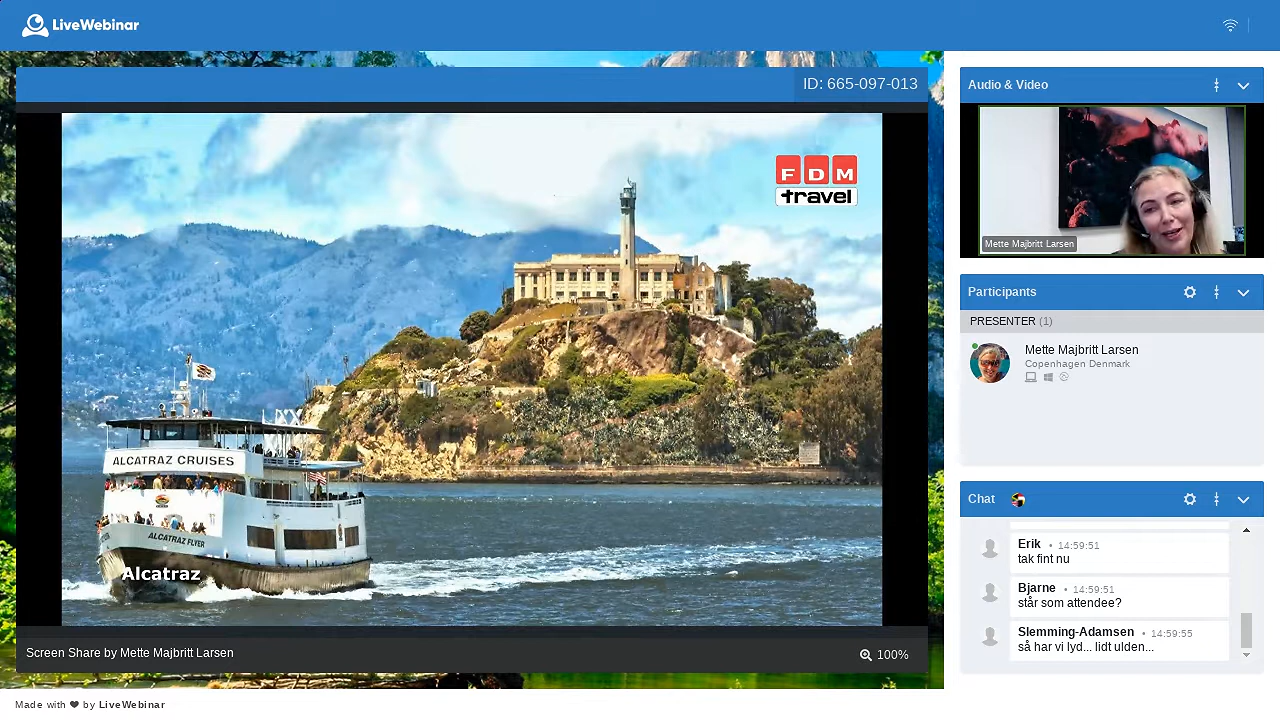 LiveWebinar
ID: 665-097-013
FDM
travel
ALCATRAZ CRUISES
ALCATRAZ FLYER
Alcatraz
Screen Share by Mette Majbritt Larsen
100%
Made with ❤ by LiveWebinar
Audio & Video
Mette Majbritt Larsen
Participants
PRESENTER (1)
Mette Majbritt Larsen
Copenhagen Denmark
Chat
Erik • 14:59:51
tak fint nu
Bjarne • 14:59:51
står som attendee?
Slemming-Adamsen • 14:59:55
så har vi lyd... lidt ulden...